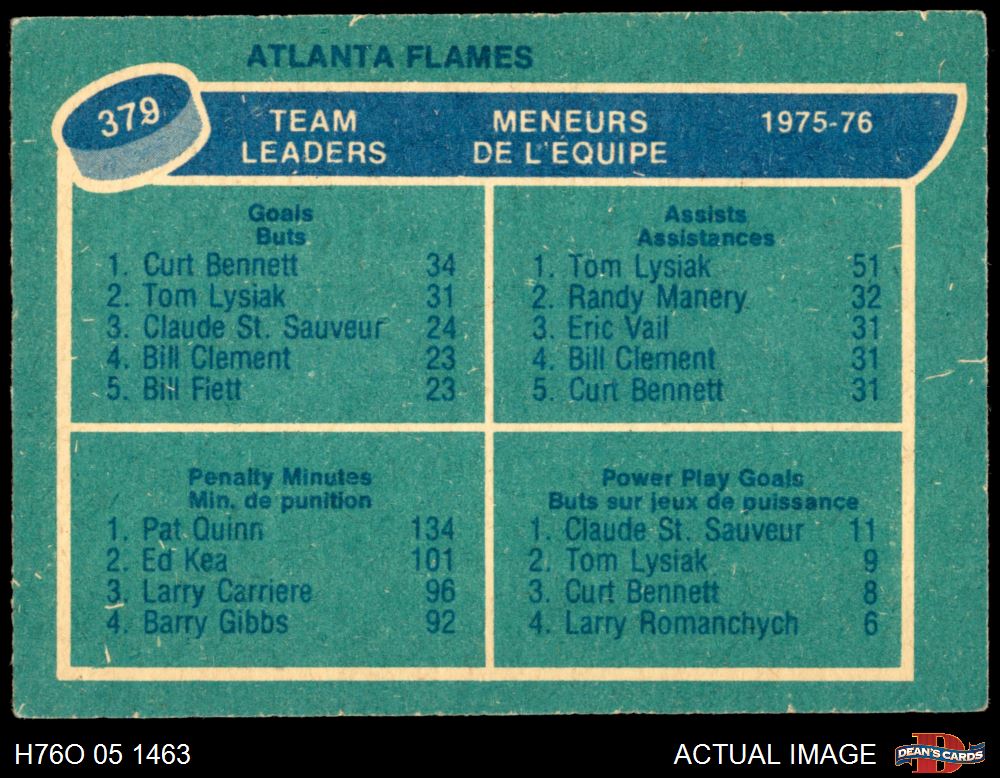 ATLANTA FLAMES
379
TEAM LEADERS
MENEURS DE L'ÉQUIPE
1975-76
Goals
Buts
1. Curt Bennett 34
2. Tom Lysiak 31
3. Claude St. Sauveur 24
4. Bill Clement 23
5. Bill Flett 23
Assists
Assistances
1. Tom Lysiak 51
2. Randy Manery 32
3. Eric Vail 31
4. Bill Clement 31
5. Curt Bennett 31
Penalty Minutes
Min. de punition
1. Pat Quinn 134
2. Ed Kea 101
3. Larry Carriere 96
4. Barry Gibbs 92
Power Play Goals
Buts sur jeux de puissance
1. Claude St. Sauveur 11
2. Tom Lysiak 9
3. Curt Bennett 8
4. Larry Romanchych 6
H76O 05 1463
ACTUAL IMAGE
D
DEAN'S CARDS